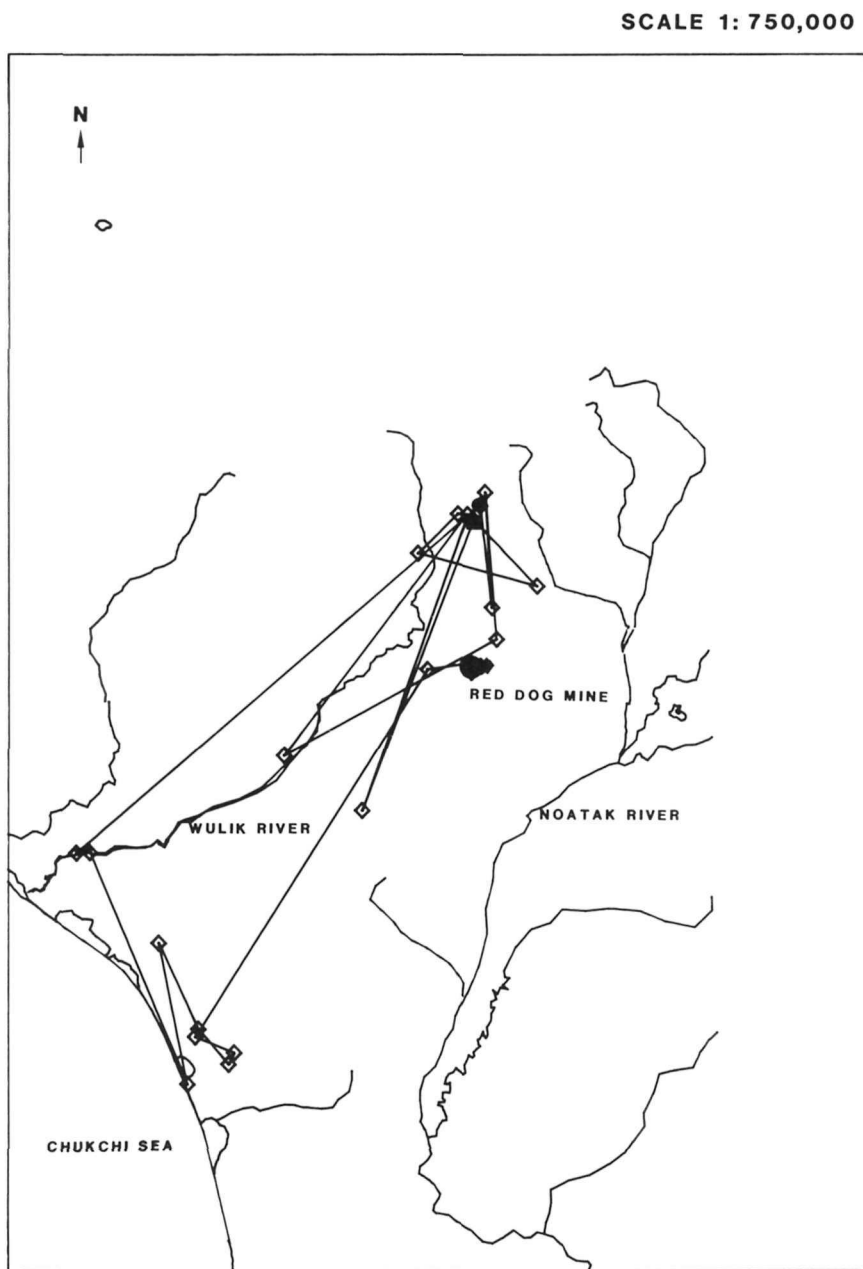 SCALE 1: 750,000
N
RED DOG MINE
NOATAK RIVER
WULIK RIVER
CHUKCHI SEA